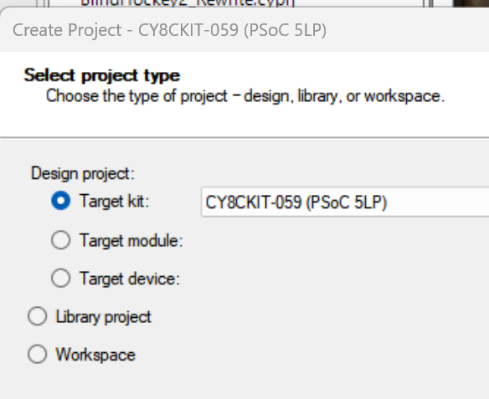 BlindHockey2_Rewrite.cyprj
Create Project - CY8CKIT-059 (PSoC 5LP)
Select project type
Choose the type of project – design, library, or workspace.
Design project:
Target kit: CY8CKIT-059 (PSoC 5LP)
Target module:
Target device:
Library project
Workspace